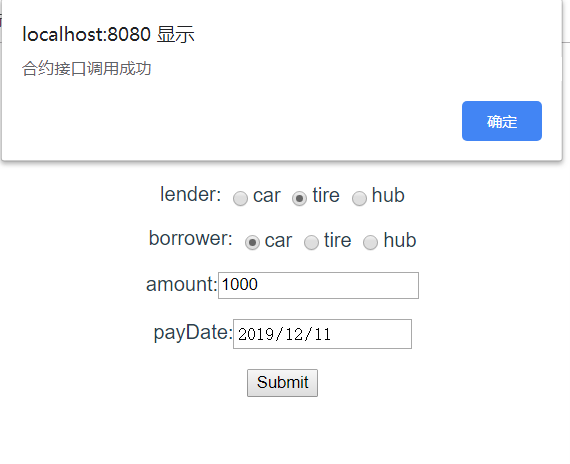 localhost:8080 显示
合约接口调用成功
确定
lender: car tire hub
borrower: car tire hub
amount:1000
payDate:2019/12/11
Submit